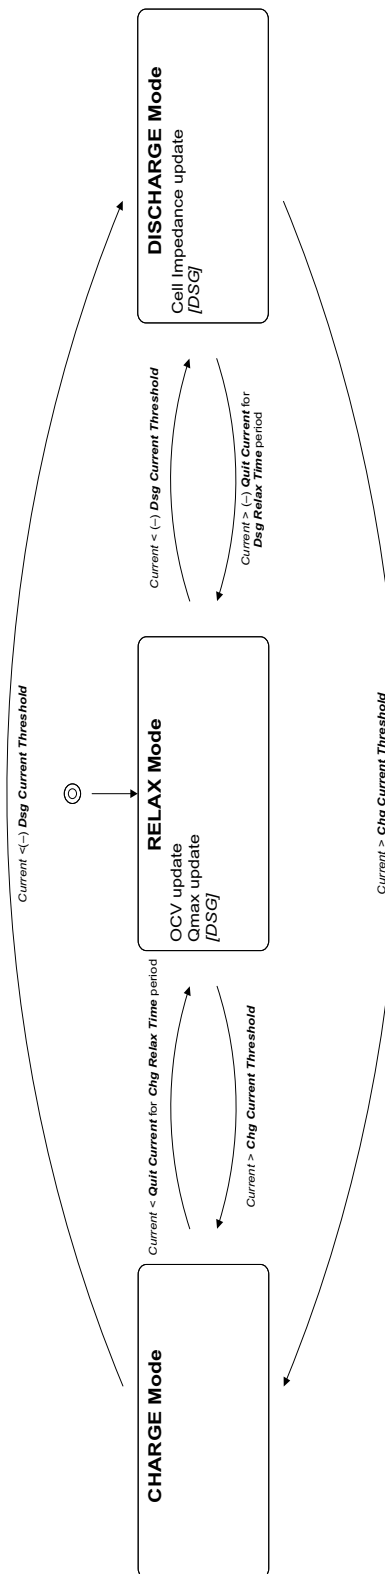 Current <(–) Dsg Current Threshold
Current < Quit Current for Chg Relax Time period
Current < (–) Dsg Current Threshold
CHARGE Mode
RELAX Mode
OCV update
Qmax update
[DSG]
DISCHARGE Mode
Cell Impedance update
[DSG]
Current > Chg Current Threshold
Current > (–) Quit Current for
Dsg Relax Time period
Current > Chg Current Threshold